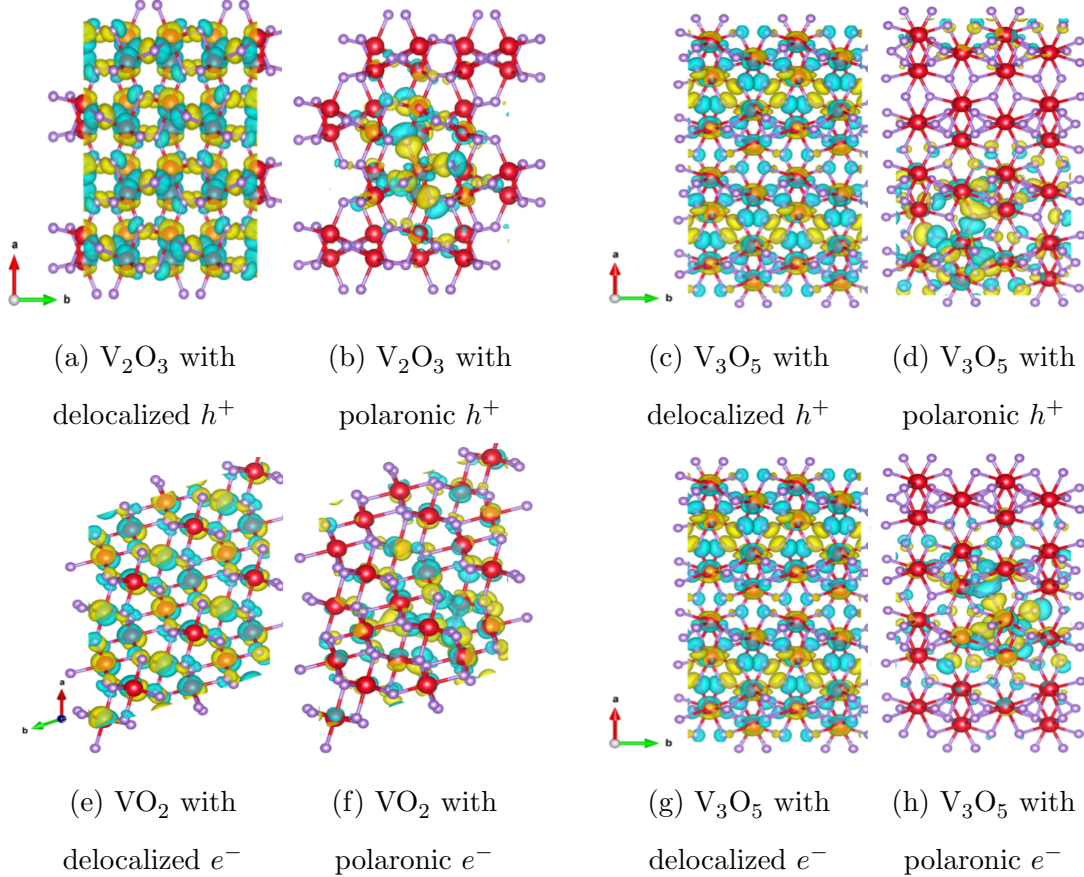 a
b
a
b
(a) V₂O₃ with
delocalized h⁺
(b) V₂O₃ with
polaronic h⁺
(c) V₃O₅ with
delocalized h⁺
(d) V₃O₅ with
polaronic h⁺
a
b
a
b
(e) VO₂ with
delocalized e⁻
(f) VO₂ with
polaronic e⁻
(g) V₃O₅ with
delocalized e⁻
(h) V₃O₅ with
polaronic e⁻